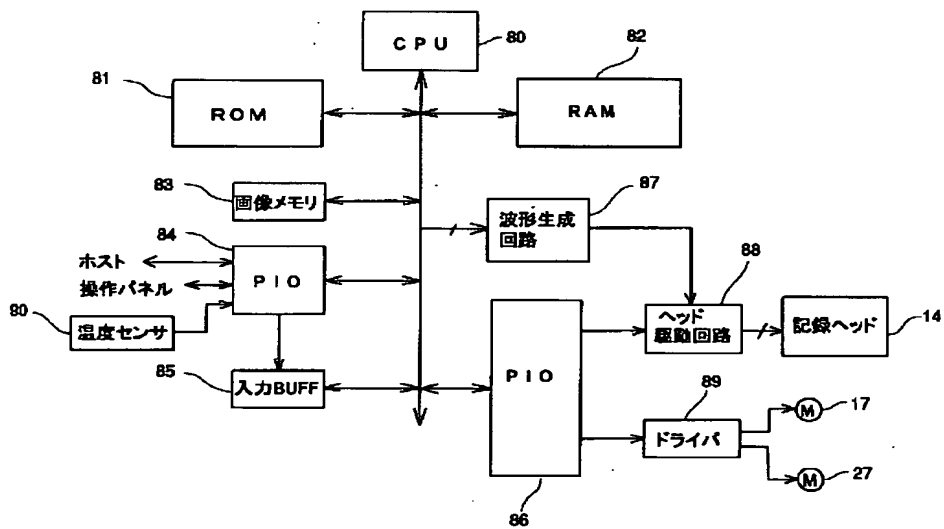 CPU
80
81
ROM
82
RAM
83
画像メモリ
87
波形生成
回路
84
ホスト
操作パネル
PIO
90
温度センサ
88
ヘッド
駆動回路
記録ヘッド
14
85
入力BUFF
PIO
89
ドライバ
M
17
M
27
86